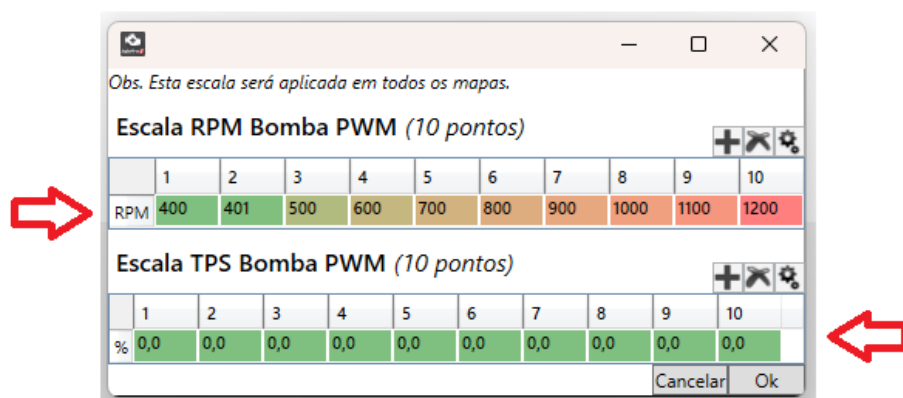 Obs. Esta escala será aplicada em todos os mapas.
Escala RPM Bomba PWM (10 pontos)
1 2 3 4 5 6 7 8 9 10
RPM 400 401 500 600 700 800 900 1000 1100 1200
Escala TPS Bomba PWM (10 pontos)
1 2 3 4 5 6 7 8 9 10
% 0,0 0,0 0,0 0,0 0,0 0,0 0,0 0,0 0,0 0,0
Cancelar Ok